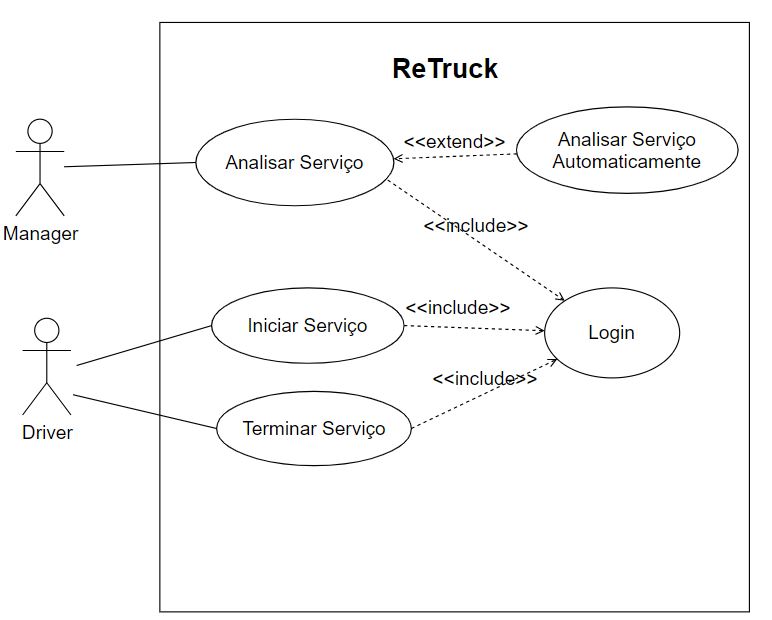 ReTruck
Manager
Analisar Serviço
<<extend>>
Analisar Serviço
Automaticamente
<<include>>
Driver
Iniciar Serviço
<<include>>
Login
Terminar Serviço
<<include>>